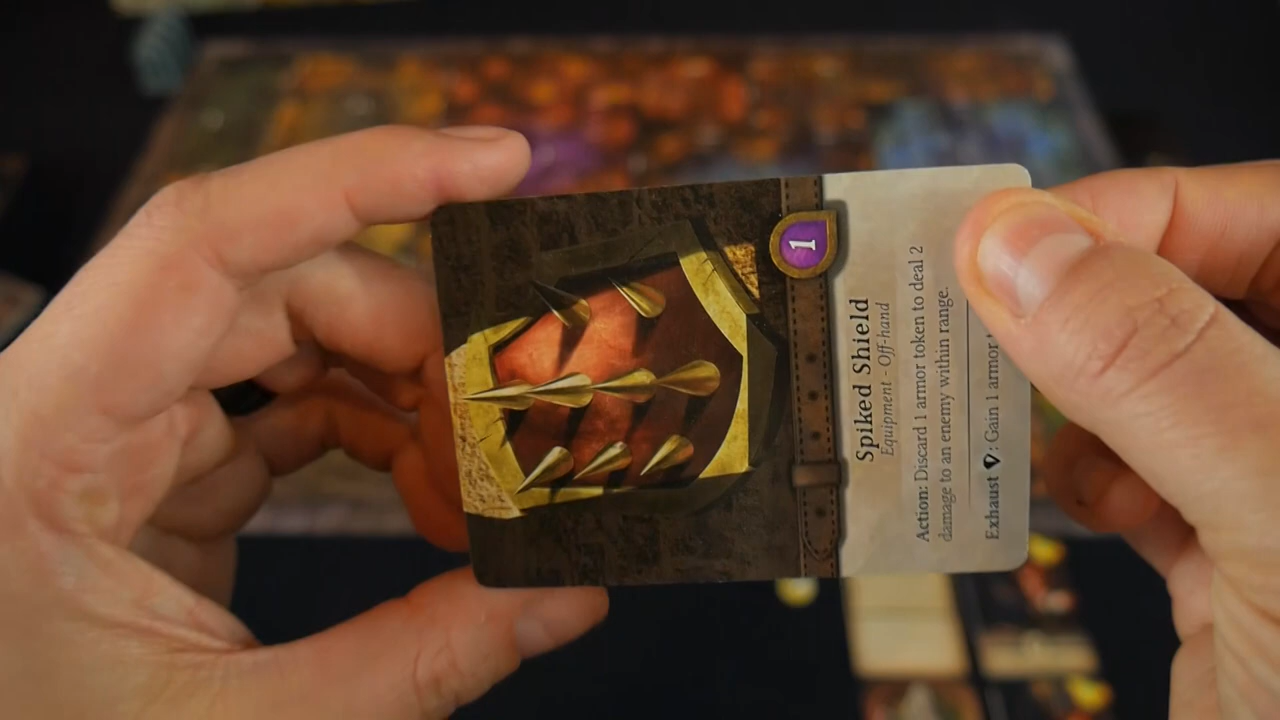 1
Spiked Shield
Equipment - Off-hand
Action: Discard 1 armor token to deal 2
damage to an enemy within range.
Exhaust : Gain 1 armor